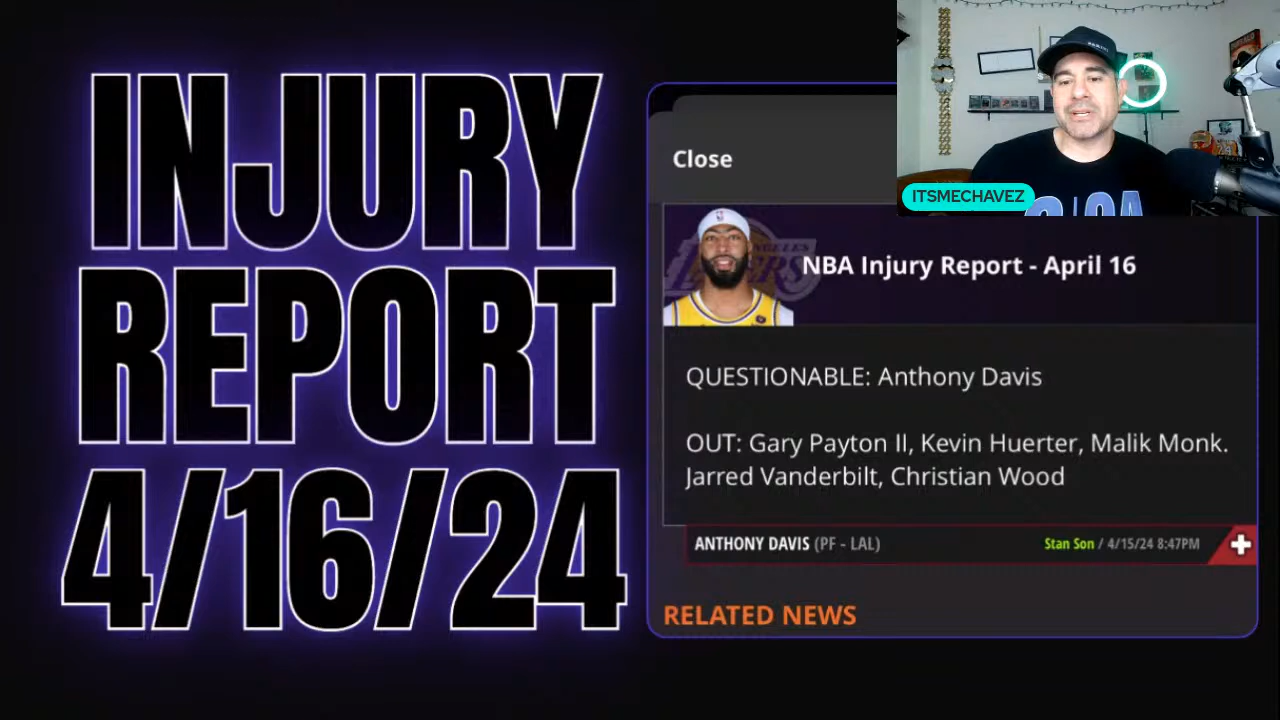 INJURY
REPORT
4/16/24
Close
ITSMECHAVEZ
NBA Injury Report - April 16
QUESTIONABLE: Anthony Davis
OUT: Gary Payton II, Kevin Huerter, Malik Monk.
Jarred Vanderbilt, Christian Wood
ANTHONY DAVIS (PF - LAL)
Stan Son / 4/15/24 8:47PM
RELATED NEWS